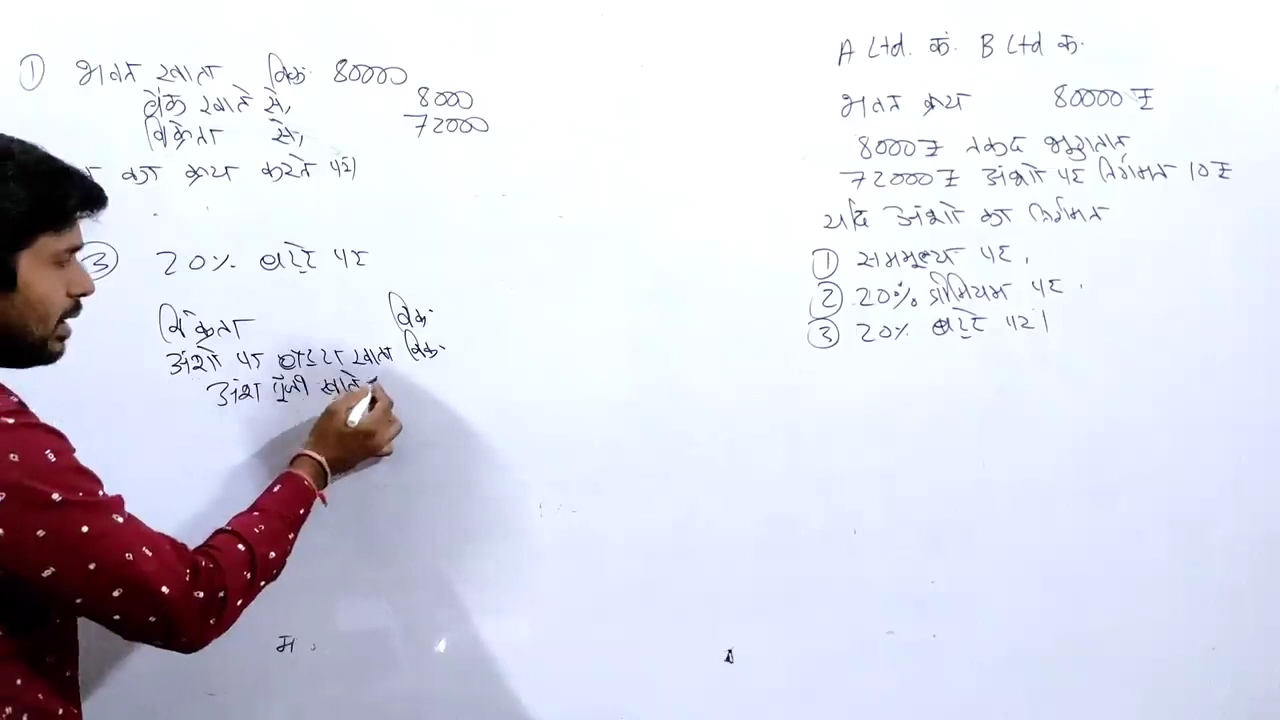 ① भवन खाता विक. 80000
बैंक खाते से, 8000
विक्रेता से, 72000
का क्रय करने पर)
③ 20% बट्टे पर
विक्रेता विक.
अंशो पर बट्टा खाता विक.
अंश पूंजी खाते
म.
A Ltd. कं. B Ltd कं.
भवन क्रय 80000 ₹
8000 ₹ नकद भुगतान
72000 ₹ अंशो पर निर्गमन 10 ₹
यदि अंशो का निर्गमन
① सममूल्य पर.
② 20% प्रीमियम पर.
③ 20% बट्टे पर।